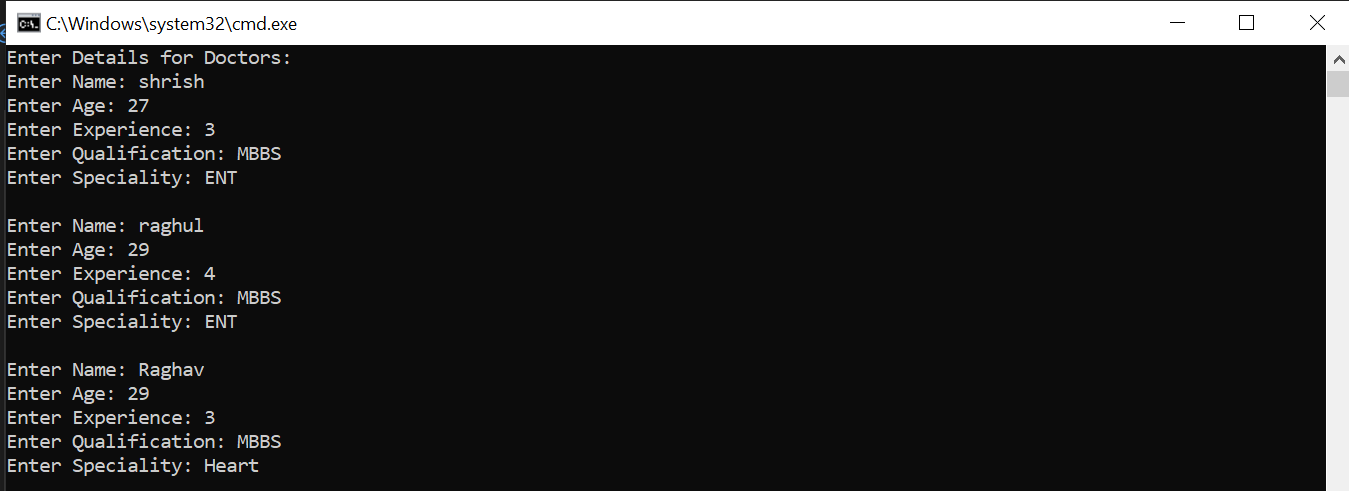 C:\Windows\system32\cmd.exe
Enter Details for Doctors:
Enter Name: shrish
Enter Age: 27
Enter Experience: 3
Enter Qualification: MBBS
Enter Speciality: ENT
Enter Name: raghul
Enter Age: 29
Enter Experience: 4
Enter Qualification: MBBS
Enter Speciality: ENT
Enter Name: Raghav
Enter Age: 29
Enter Experience: 3
Enter Qualification: MBBS
Enter Speciality: Heart